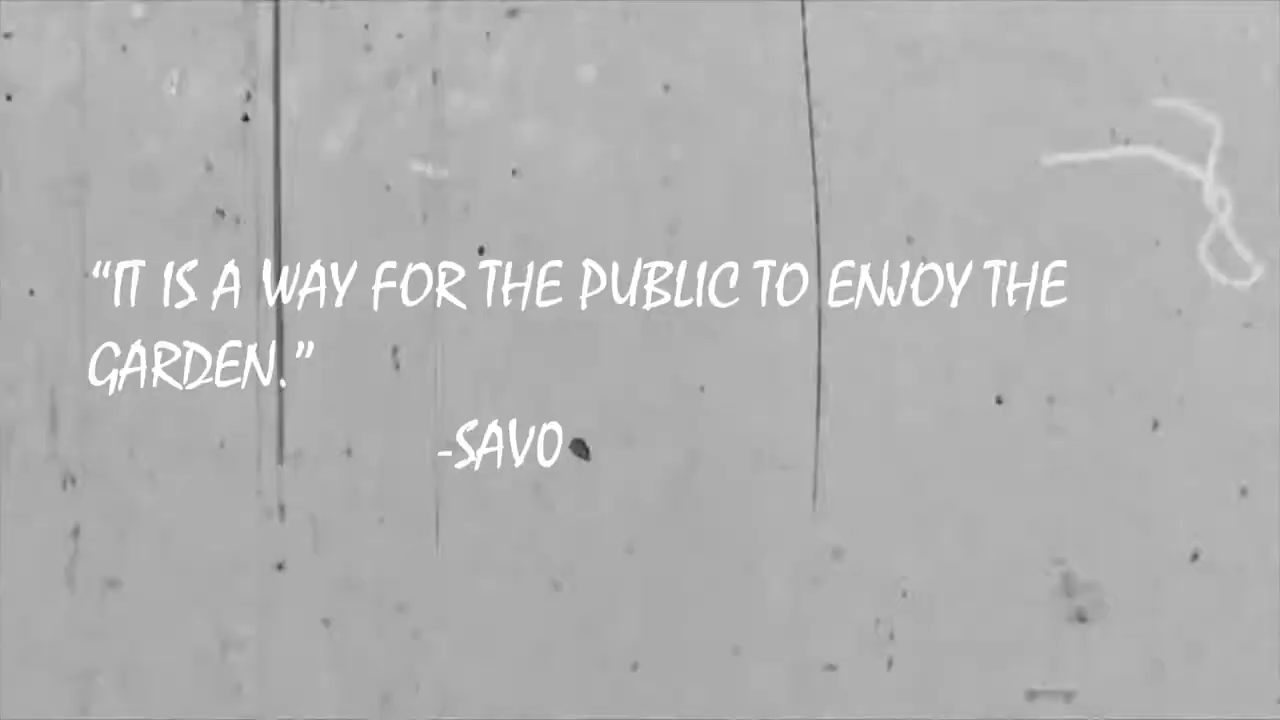 “IT IS A WAY FOR THE PUBLIC TO ENJOY THE
GARDEN.”
-SAVO